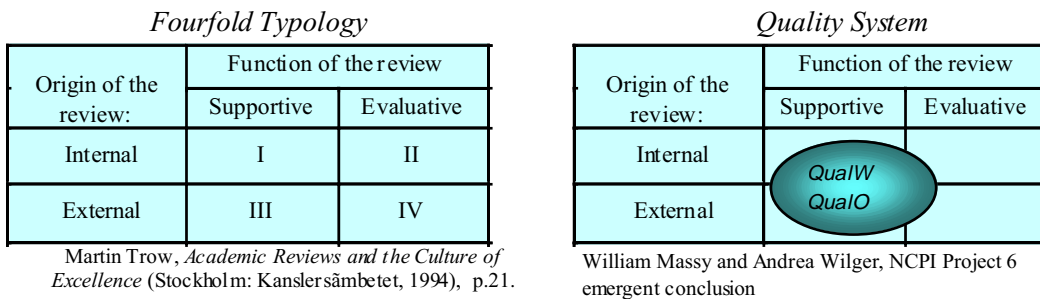 Fourfold Typology
Origin of the review:
Function of the review
Supportive Evaluative
Internal I II
External III IV
Martin Trow, Academic Reviews and the Culture of
Excellence (Stockholm: Kanslersãmbetet, 1994), p.21.
Quality System
Origin of the review:
Function of the review
Supportive Evaluative
Internal
External
QualW
QualO
William Massy and Andrea Wilger, NCPI Project 6
emergent conclusion